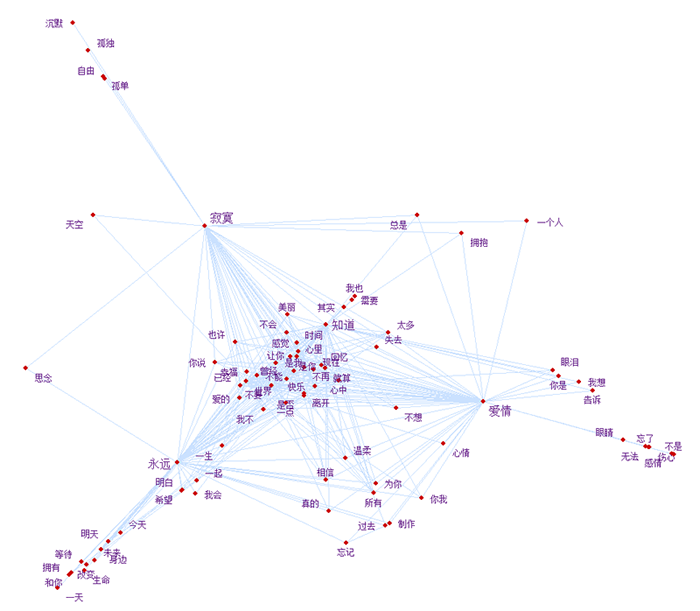 沉默
孤独
自由
孤单
天空
寂寞
总是
一个人
拥抱
我也
需要
其实
美丽
不会
知道
太多
也许
时间
失去
感觉
心里
让你
回忆
你说
现在
眼泪
思念
幸福
已经
曾经
不能
不再
你是
我想
世界
快乐
心中
告诉
爱的
不要
离开
一点
爱情
我不
不想
眼睛
忘了
不是
无法
感情
伤心
心情
温柔
一生
永远
一起
相信
明白
为你
希望
我会
真的
所有
你我
过去
制作
今天
明天
忘记
等待
未来
身边
拥有
改变
和你
生命
一天